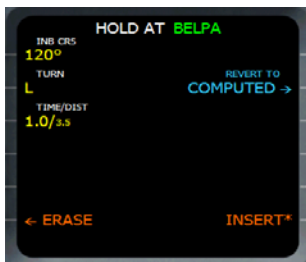 HOLD AT BELPA
INB CRS
120°
TURN
REVERT TO
L
COMPUTED →
TIME/DIST
1.0/3.5
← ERASE
INSERT*